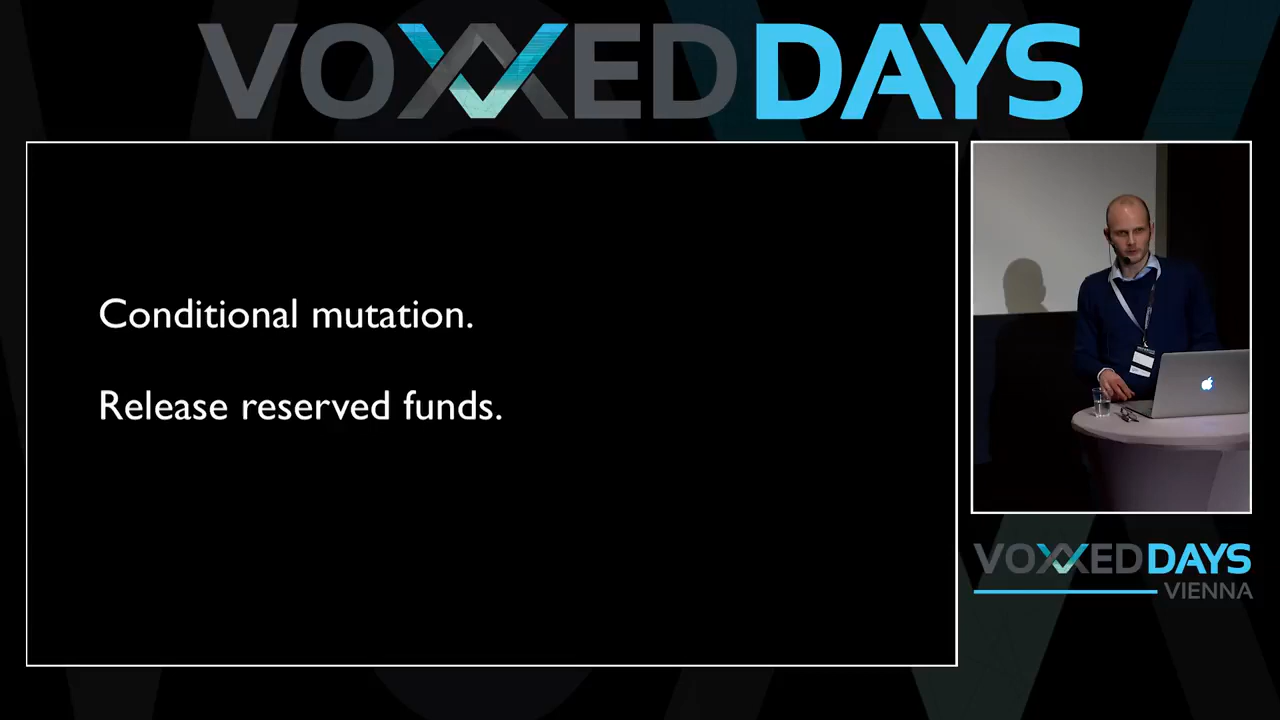 VOXXED DAYS
Conditional mutation.
Release reserved funds.
VOXXED DAYS
VIENNA